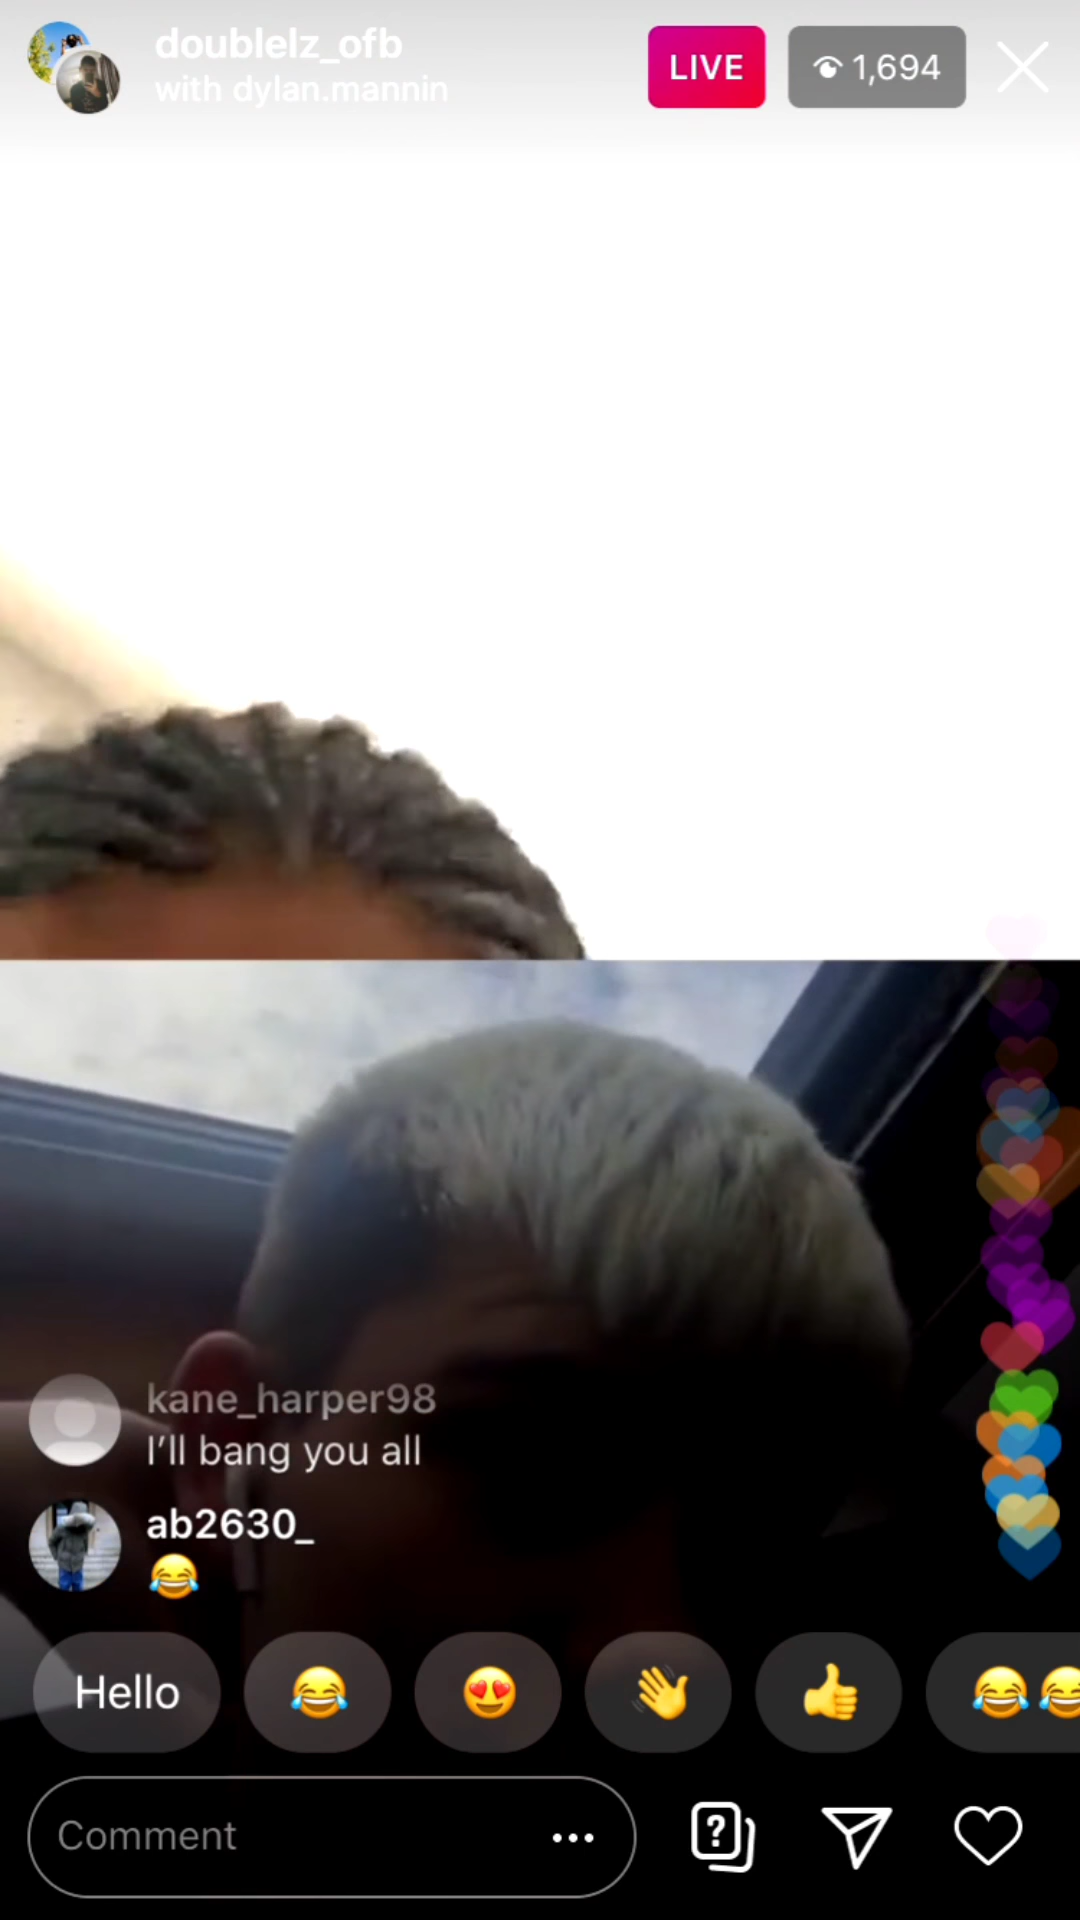 doublelz_ofb
with dylan.mannin
LIVE
1,694
kane_harper98
I’ll bang you all
ab2630_
😂
Hello 😂 😍 👋 👍 😂😂
Comment